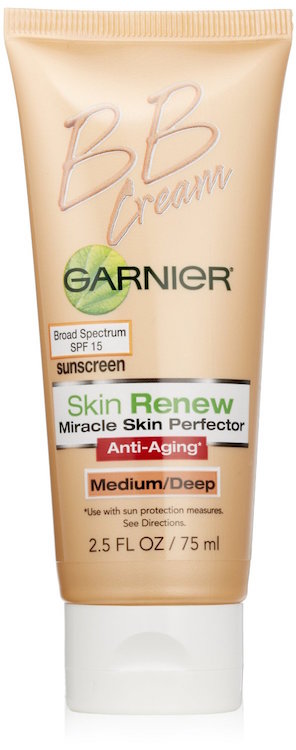 BB
Cream
GARNIER®
Broad Spectrum
SPF 15
sunscreen
Skin Renew
Miracle Skin Perfector
Anti-Aging*
Medium/Deep
*Use with sun protection measures.
See Directions.
2.5 FL OZ / 75 ml